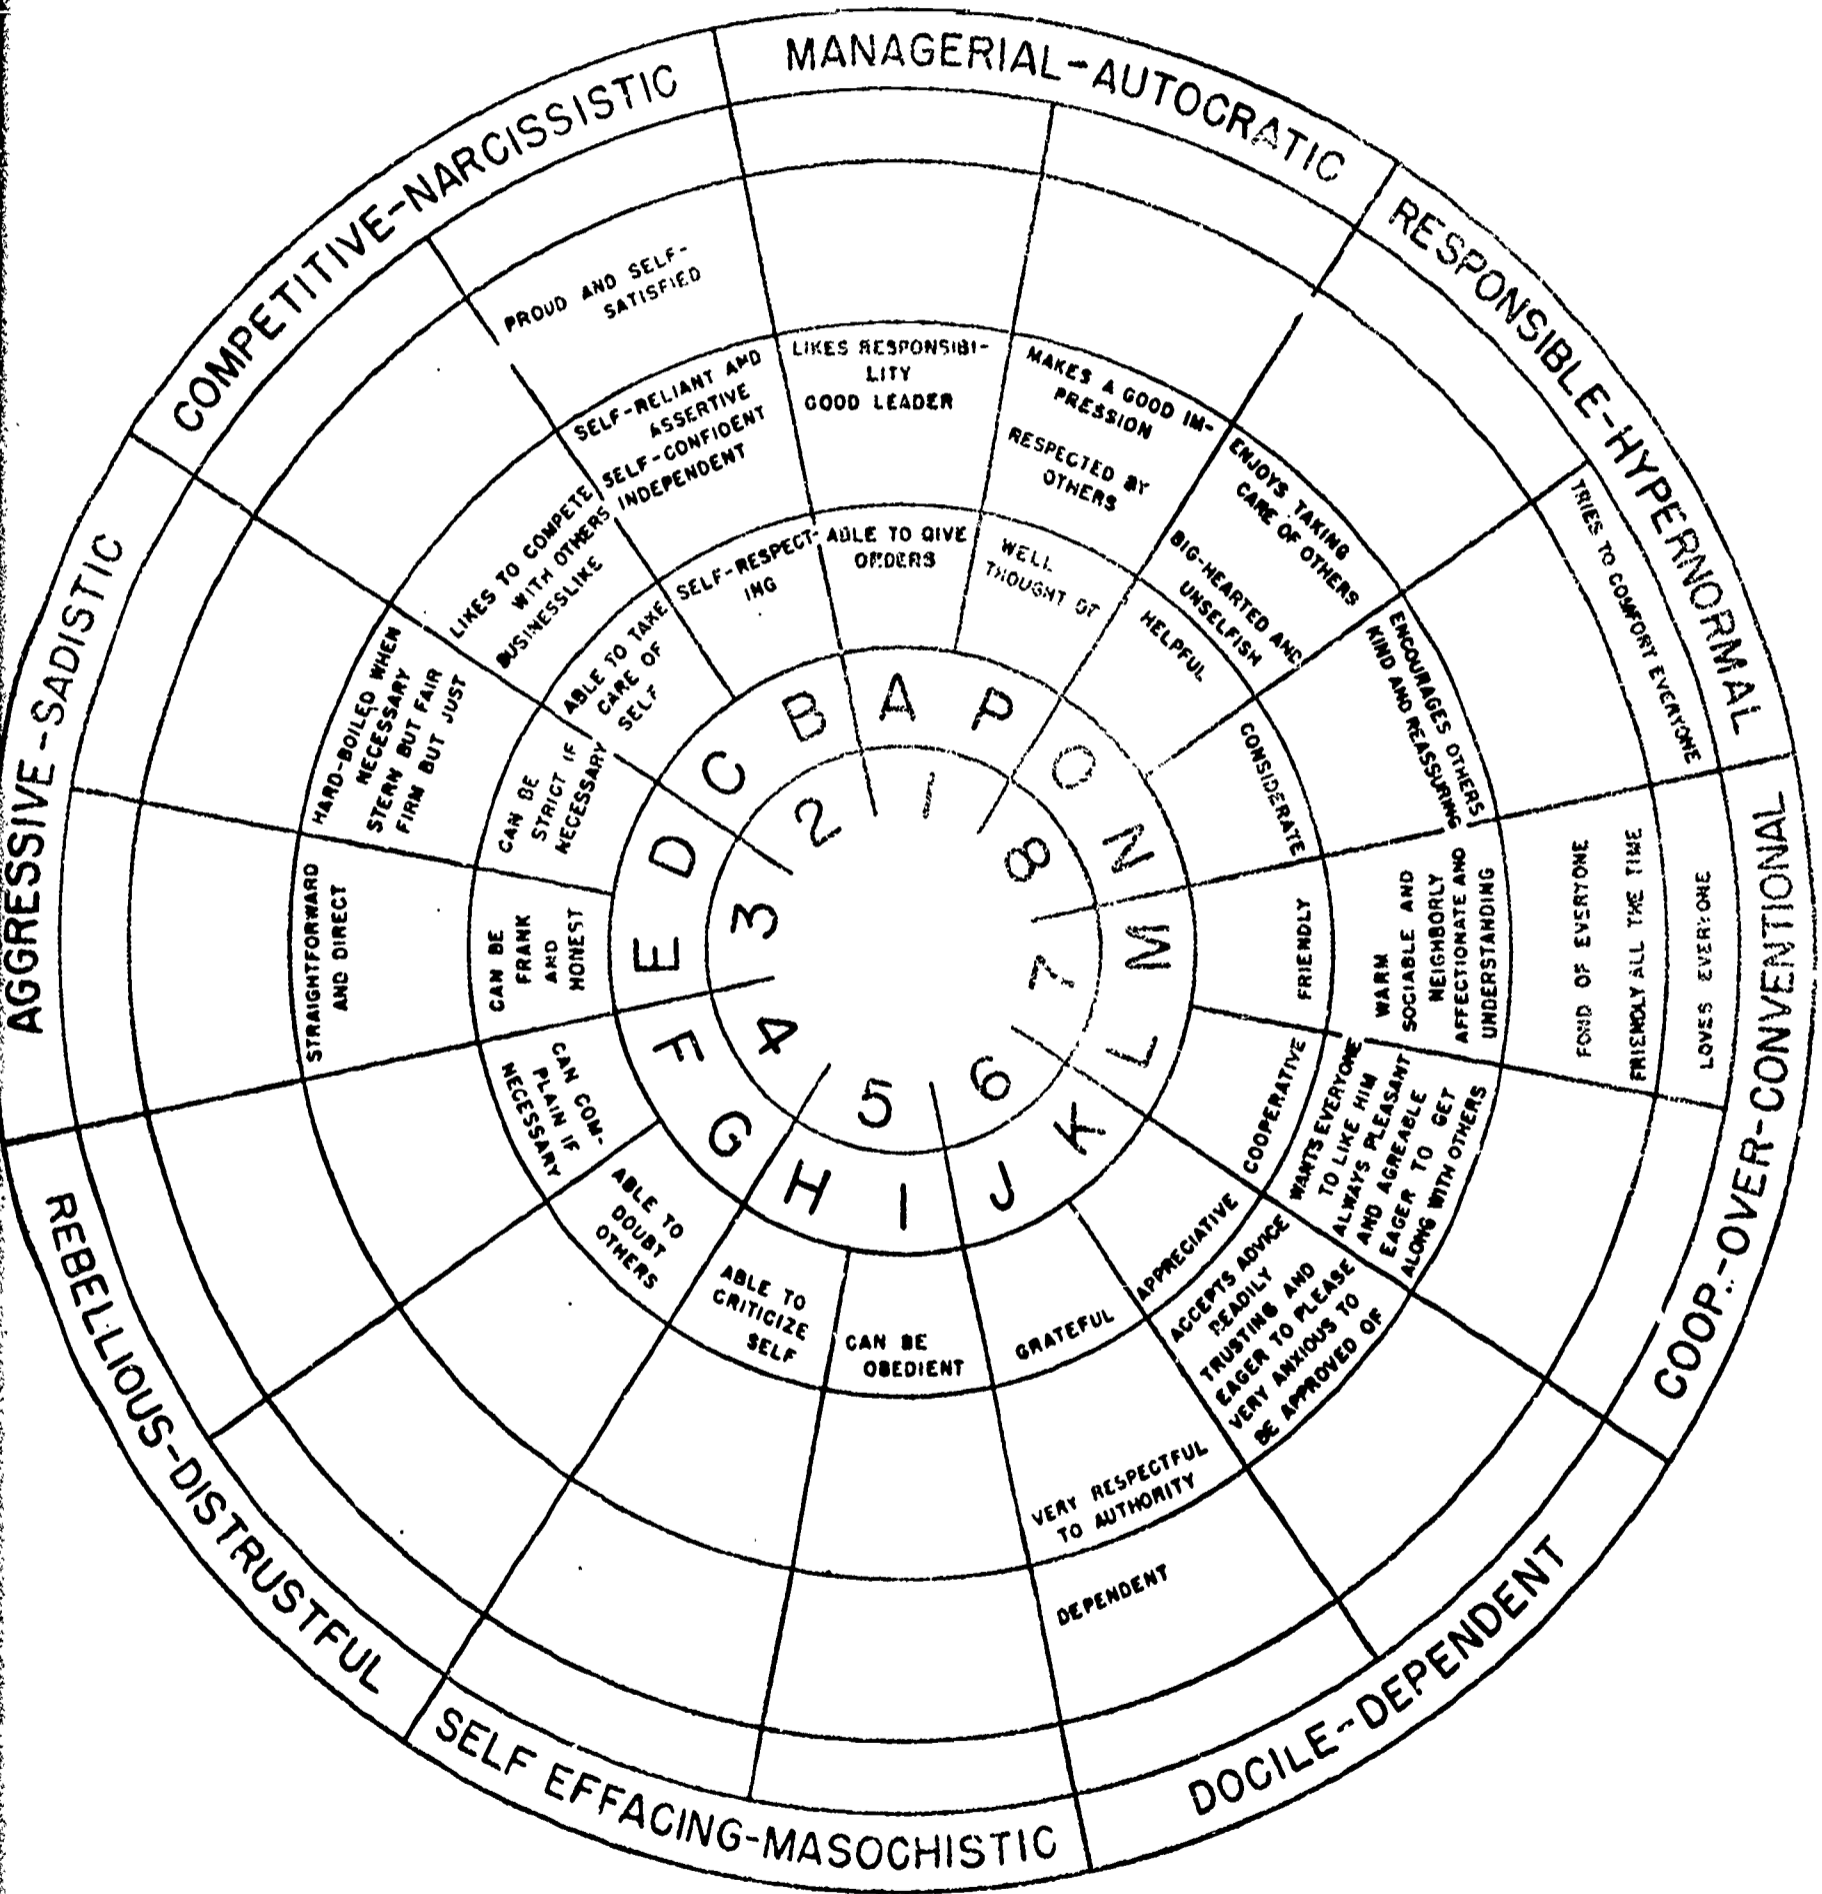 MANAGERIAL-AUTOCRATIC
RESPONSIBLE-HYPERNORMAL
COOP.-OVER-CONVENTIONAL
DOCILE-DEPENDENT
SELF EFFACING-MASOCHISTIC
REBELLIOUS-DISTRUSTFUL
AGGRESSIVE-SADISTIC
COMPETITIVE-NARCISSISTIC
PROUD AND SELF-
SATISFIED
SELF-RELIANT AND
ASSERTIVE
SELF-CONFIDENT
INDEPENDENT
SELF-RESPECT-
ING
LIKES RESPONSIBI-
LITY
GOOD LEADER
ABLE TO GIVE
ORDERS
MAKES A GOOD IM-
PRESSION
RESPECTED BY
OTHERS
WELL
THOUGHT OF
ENJOYS TAKING
CARE OF OTHERS
BIG-HEARTED AND
UNSELFISH
HELPFUL
TRIES TO COMFORT EVERYONE
ENCOURAGES OTHERS
KIND AND REASSURING
CONSIDERATE
LOVES EVERYONE
FOND OF EVERYONE
FRIENDLY ALL THE TIME
WARM
SOCIABLE AND
NEIGHBORLY
AFFECTIONATE AND
UNDERSTANDING
FRIENDLY
WANTS EVERYONE
TO LIKE HIM
ALWAYS PLEASANT
AND AGREABLE
EAGER TO GET
ALONG WITH OTHERS
COOPERATIVE
ACCEPTS ADVICE
READILY
TRUSTING AND
EAGER TO PLEASE
VERY ANXIOUS TO
BE APPROVED OF
APPRECIATIVE
DEPENDENT
VERY RESPECTFUL
TO AUTHORITY
GRATEFUL
CAN BE
OBEDIENT
ABLE TO
CRITICIZE
SELF
ABLE TO
DOUBT
OTHERS
CAN COM-
PLAIN IF
NECESSARY
STRAIGHTFORWARD
AND DIRECT
CAN BE
FRANK
AND
HONEST
HARD-BOILED WHEN
NECESSARY
STERN BUT FAIR
FIRM BUT JUST
CAN BE
STRICT IF
NECESSARY
LIKES TO COMPETE
WITH OTHERS
BUSINESSLIKE
ABLE TO TAKE
CARE OF
SELF
A
P
O
N
M
L
K
J
I
H
G
F
E
D
C
B
1
8
7
6
5
4
3
2